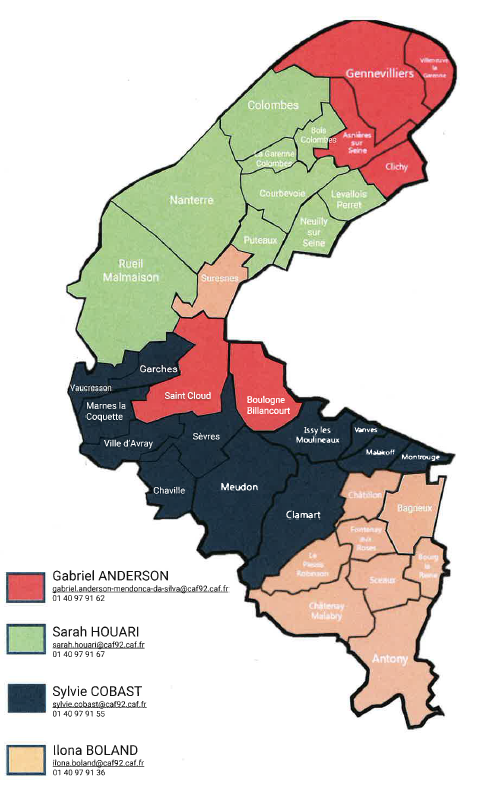 Villeneuve
la
Garenne
Gennevilliers
Colombes
Bois
Colombes
Asnières
sur
Seine
La Garenne
Colombes
Clichy
Nanterre
Courbevoie
Levallois
Perret
Neuilly
sur
Seine
Puteaux
Rueil
Malmaison
Suresnes
Garches
Vaucresson
Saint Cloud
Boulogne
Billancourt
Marnes la
Coquette
Ville d'Avray
Sèvres
Issy les
Moulineaux
Vanves
Malakoff
Montrouge
Chaville
Meudon
Clamart
Châtillon
Bagneux
Fontenay
aux
Roses
Le
Plessis
Robinson
Bourg
la
Reine
Sceaux
Châtenay
Malabry
Antony
Gabriel ANDERSON
gabriel.anderson-mendonca-da-silva@caf92.caf.fr
01 40 97 91 62
Sarah HOUARI
sarah.houari@caf92.caf.fr
01 40 97 91 67
Sylvie COBAST
sylvie.cobast@caf92.caf.fr
01 40 97 91 55
Ilona BOLAND
ilona.boland@caf92.caf.fr
01 40 97 91 36